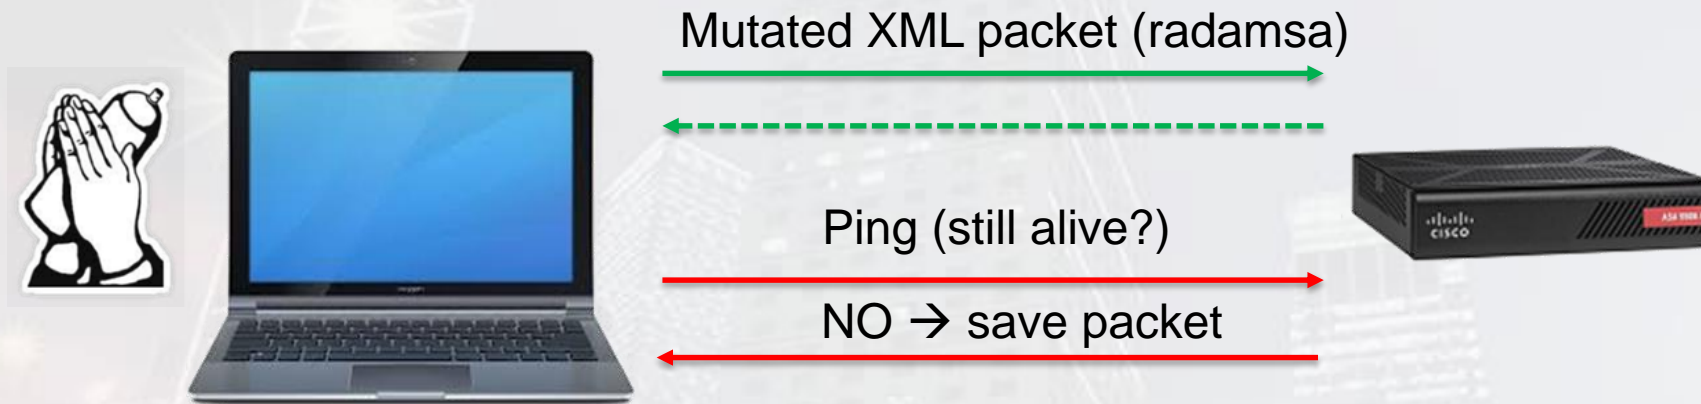 Mutated XML packet (radamsa)
Ping (still alive?)
CISCO
NO → save packet